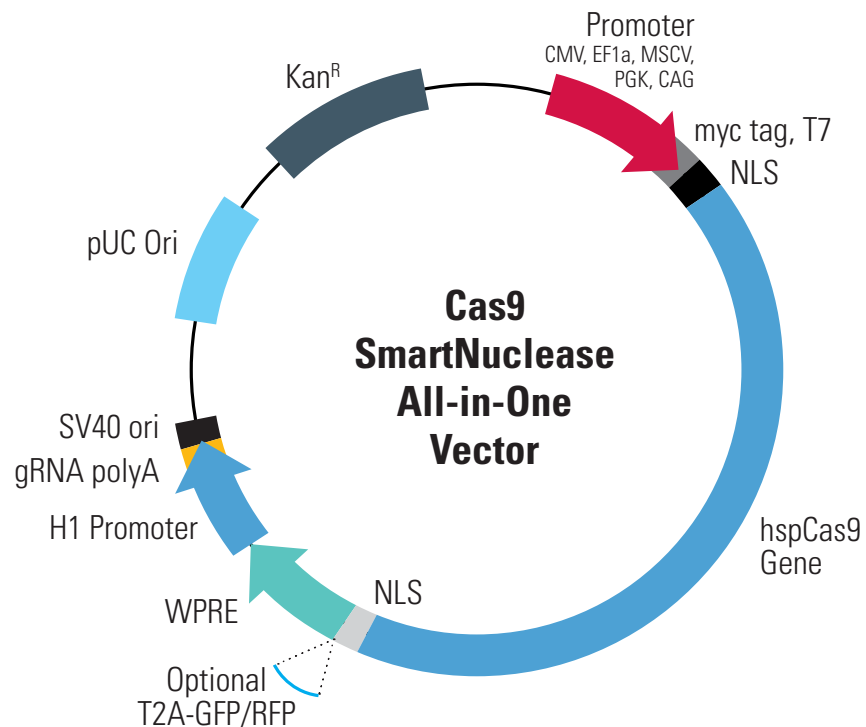 Promoter
CMV, EF1a, MSCV,
PGK, CAG
Kanᴿ
myc tag, T7
NLS
pUC Ori
Cas9
SmartNuclease
All-in-One
Vector
SV40 ori
gRNA polyA
H1 Promoter
hspCas9
Gene
NLS
WPRE
Optional
T2A-GFP/RFP